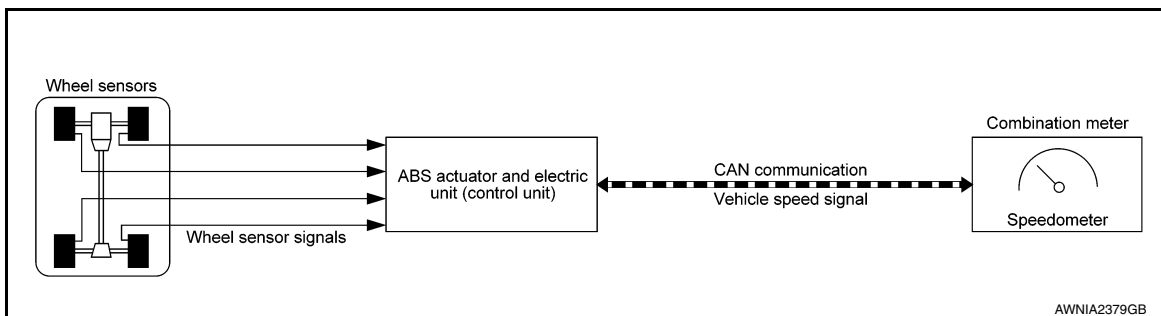 Wheel sensors
Wheel sensor signals
ABS actuator and electric
unit (control unit)
CAN communication
Vehicle speed signal
Combination meter
Speedometer
AWNIA2379GB